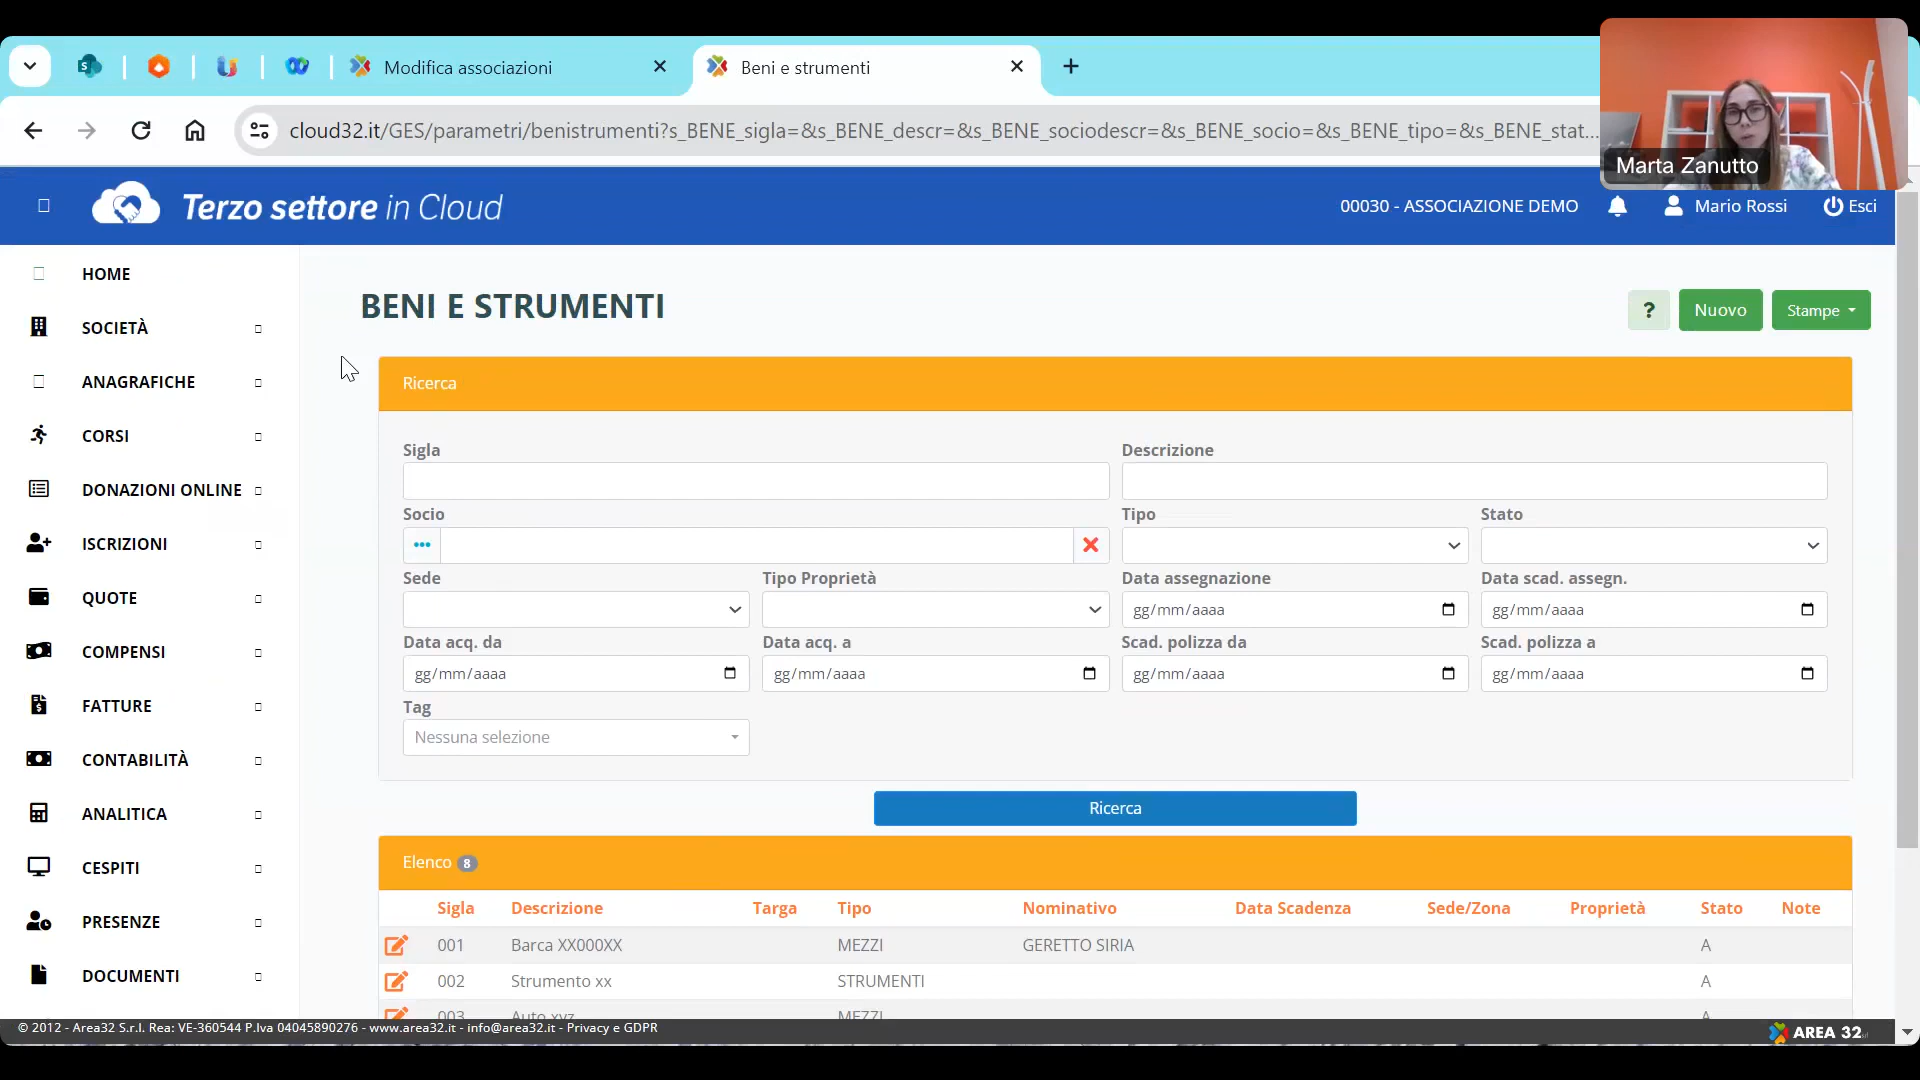 Modifica associazioni
Beni e strumenti
cloud32.it/GES/parametri/benistrumenti?s_BENE_sigla=&s_BENE_descr=&s_BENE_sociodescr=&s_BENE_socio=&s_BENE_tipo=&s_BENE_stat...
Marta Zanutto
Terzo settore in Cloud
00030 - ASSOCIAZIONE DEMO
Mario Rossi
Esci
HOME
SOCIETÀ
ANAGRAFICHE
CORSI
DONAZIONI ONLINE
ISCRIZIONI
QUOTE
COMPENSI
FATTURE
CONTABILITÀ
ANALITICA
CESPITI
PRESENZE
DOCUMENTI
BENI E STRUMENTI
? Nuovo Stampe
Ricerca
Sigla Descrizione
Socio Tipo Stato
Sede Tipo Proprietà Data assegnazione Data scad. assegn.
gg/mm/aaaa gg/mm/aaaa
Data acq. da Data acq. a Scad. polizza da Scad. polizza a
gg/mm/aaaa gg/mm/aaaa gg/mm/aaaa gg/mm/aaaa
Tag
Nessuna selezione
Ricerca
Elenco 8
Sigla Descrizione Targa Tipo Nominativo Data Scadenza Sede/Zona Proprietà Stato Note
001 Barca XX000XX MEZZI GERETTO SIRIA A
002 Strumento xx STRUMENTI A
003 Auto xyz MEZZI A
© 2012 - Area32 S.r.l. Rea: VE-360544 P.Iva 04045890276 - www.area32.it - info@area32.it - Privacy e GDPR
AREA 32